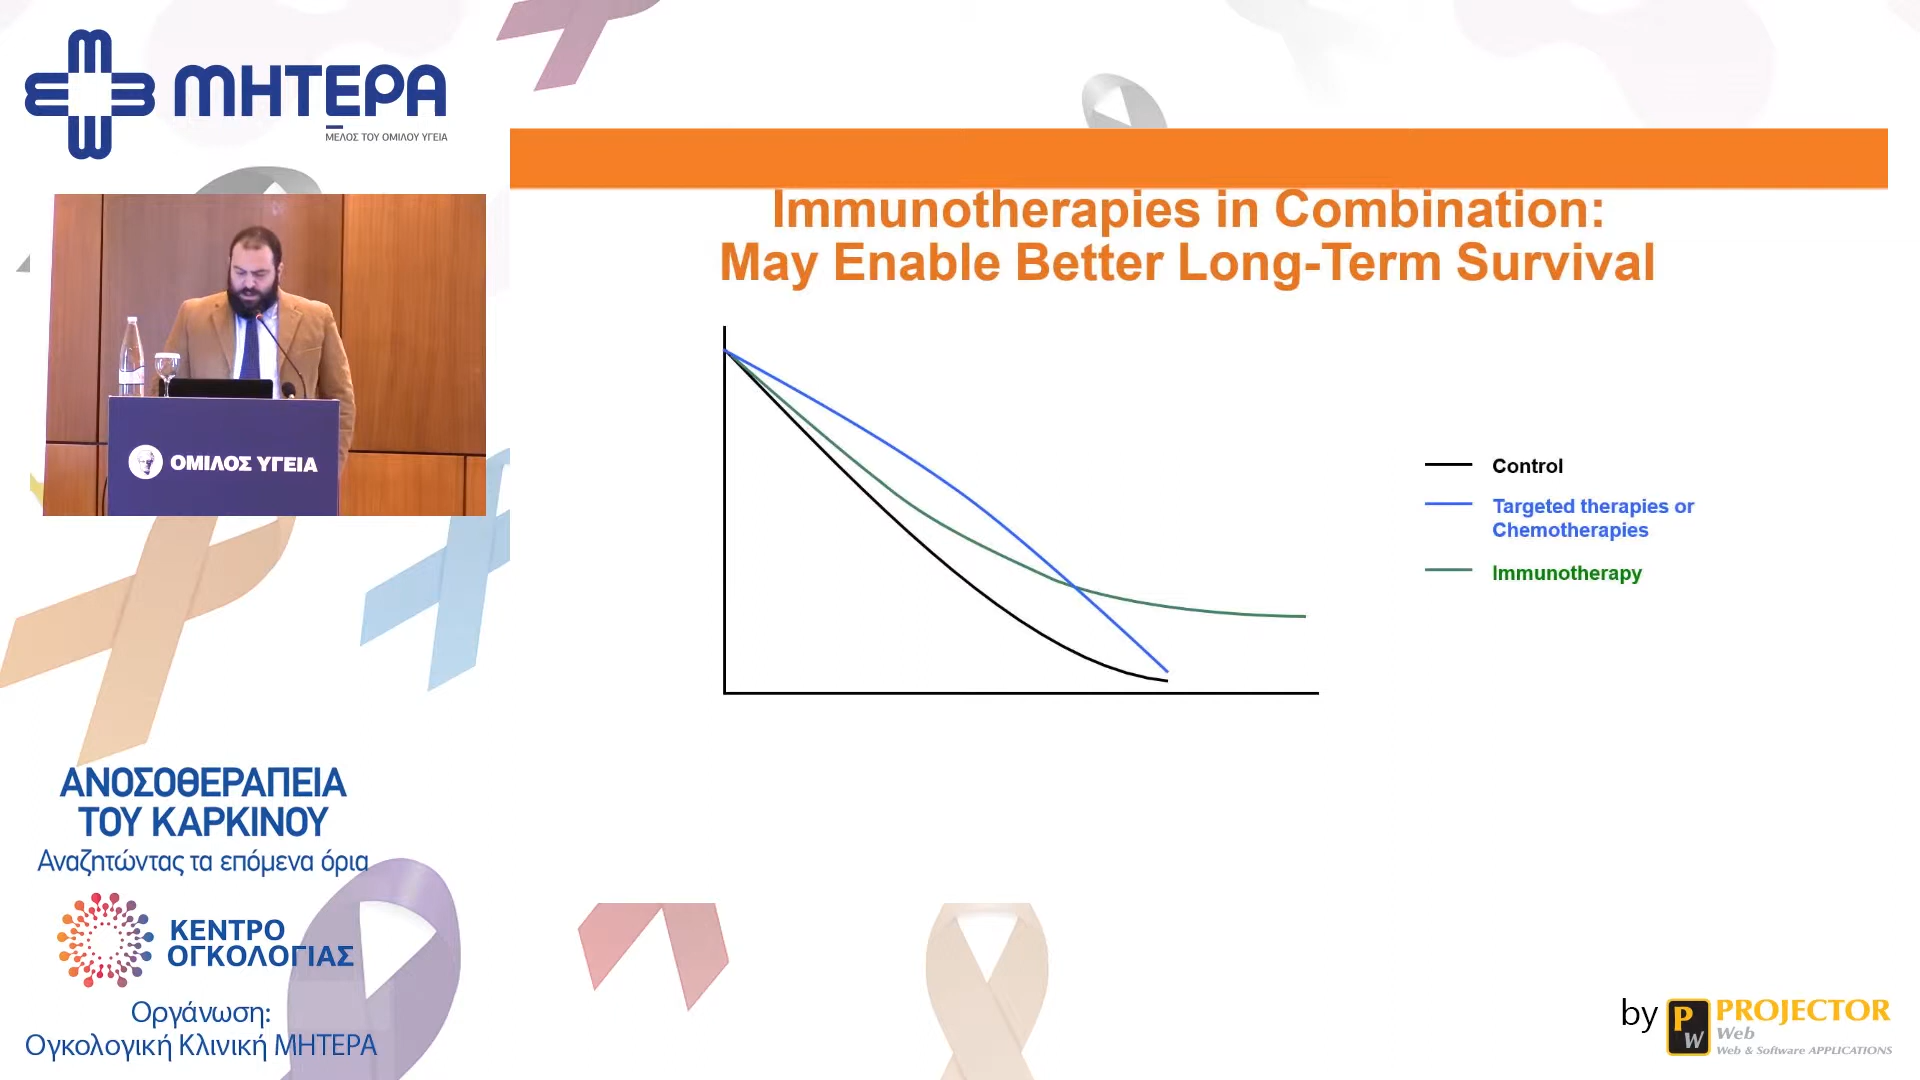 ΜΗΤΕΡΑ
ΜΕΛΟΣ ΤΟΥ ΟΜΙΛΟΥ ΥΓΕΙΑ
ΟΜΙΛΟΣ ΥΓΕΙΑ
ΑΝΟΣΟΘΕΡΑΠΕΙΑ
ΤΟΥ ΚΑΡΚΙΝΟΥ
Αναζητώντας τα επόμενα όρια
ΚΕΝΤΡΟ
ΟΓΚΟΛΟΓΙΑΣ
Οργάνωση:
Ογκολογική Κλινική ΜΗΤΕΡΑ
Immunotherapies in Combination:
May Enable Better Long-Term Survival
Control
Targeted therapies or
Chemotherapies
Immunotherapy
by PW PROJECTOR
Web
Web & Software APPLICATIONS